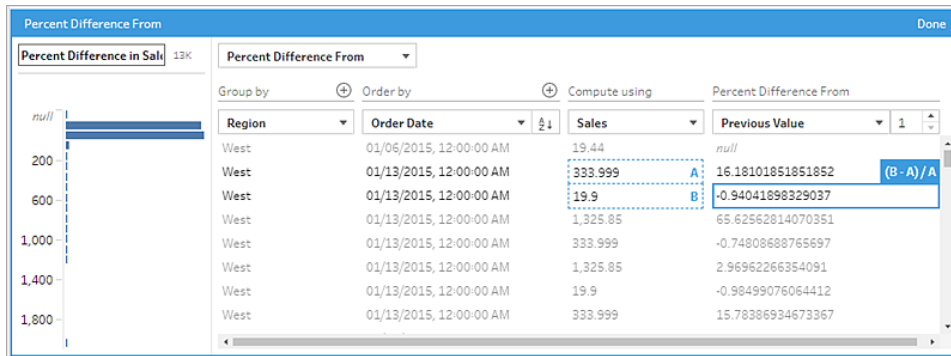 Percent Difference From Done
Percent Difference in Sale 13K
Percent Difference From
Group by Order by Compute using Percent Difference From
Region Order Date A Z Sales Previous Value 1
null
200
600
1,000
1,400
1,800
West 01/06/2015, 12:00:00 AM 19.44 null
West 01/13/2015, 12:00:00 AM 333.999 A 16.18101851851852 (B - A) / A
West 01/13/2015, 12:00:00 AM 19.9 B -0.94041898329037
West 01/13/2015, 12:00:00 AM 1,325.85 65.62562814070351
West 01/13/2015, 12:00:00 AM 333.999 -0.74808688765697
West 01/13/2015, 12:00:00 AM 1,325.85 2.96962266354091
West 01/13/2015, 12:00:00 AM 19.9 -0.98499076064412
West 01/13/2015, 12:00:00 AM 333.999 15.78386934673367